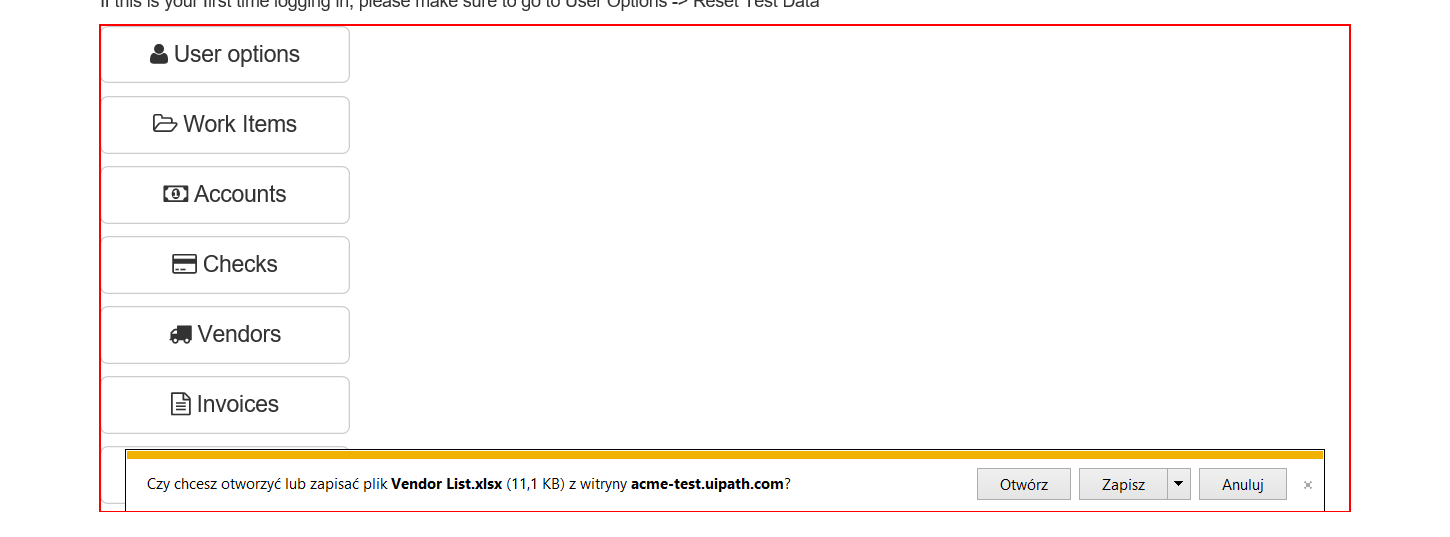 If this is your first time logging in, please make sure to go to User Options -> Reset Test Data
User options
Work Items
Accounts
Checks
Vendors
Invoices
Czy chcesz otworzyć lub zapisać plik Vendor List.xlsx (11,1 KB) z witryny acme-test.uipath.com? Otwórz Zapisz Anuluj ×